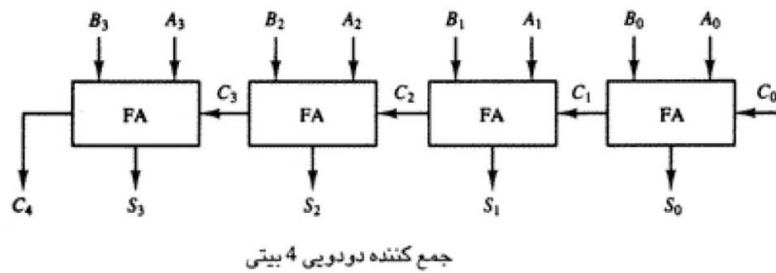 B3 A3 B2 A2 B1 A1 B0 A0
C3 C2 C1 C0
FA FA FA FA
C4 S3 S2 S1 S0
جمع کننده دودویی 4 بیتی